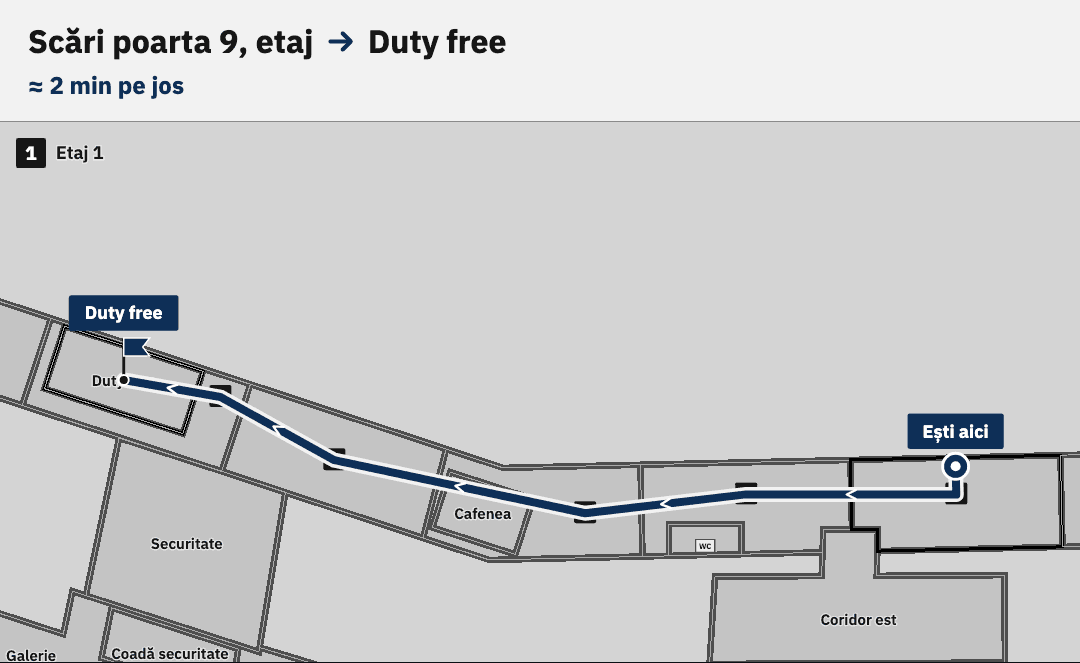 Scări poarta 9, etaj → Duty free
≈ 2 min pe jos
1 Etaj 1
Duty free
Duty
Ești aici
Cafenea
WC
Securitate
Coridor est
Galerie
Coadă securitate